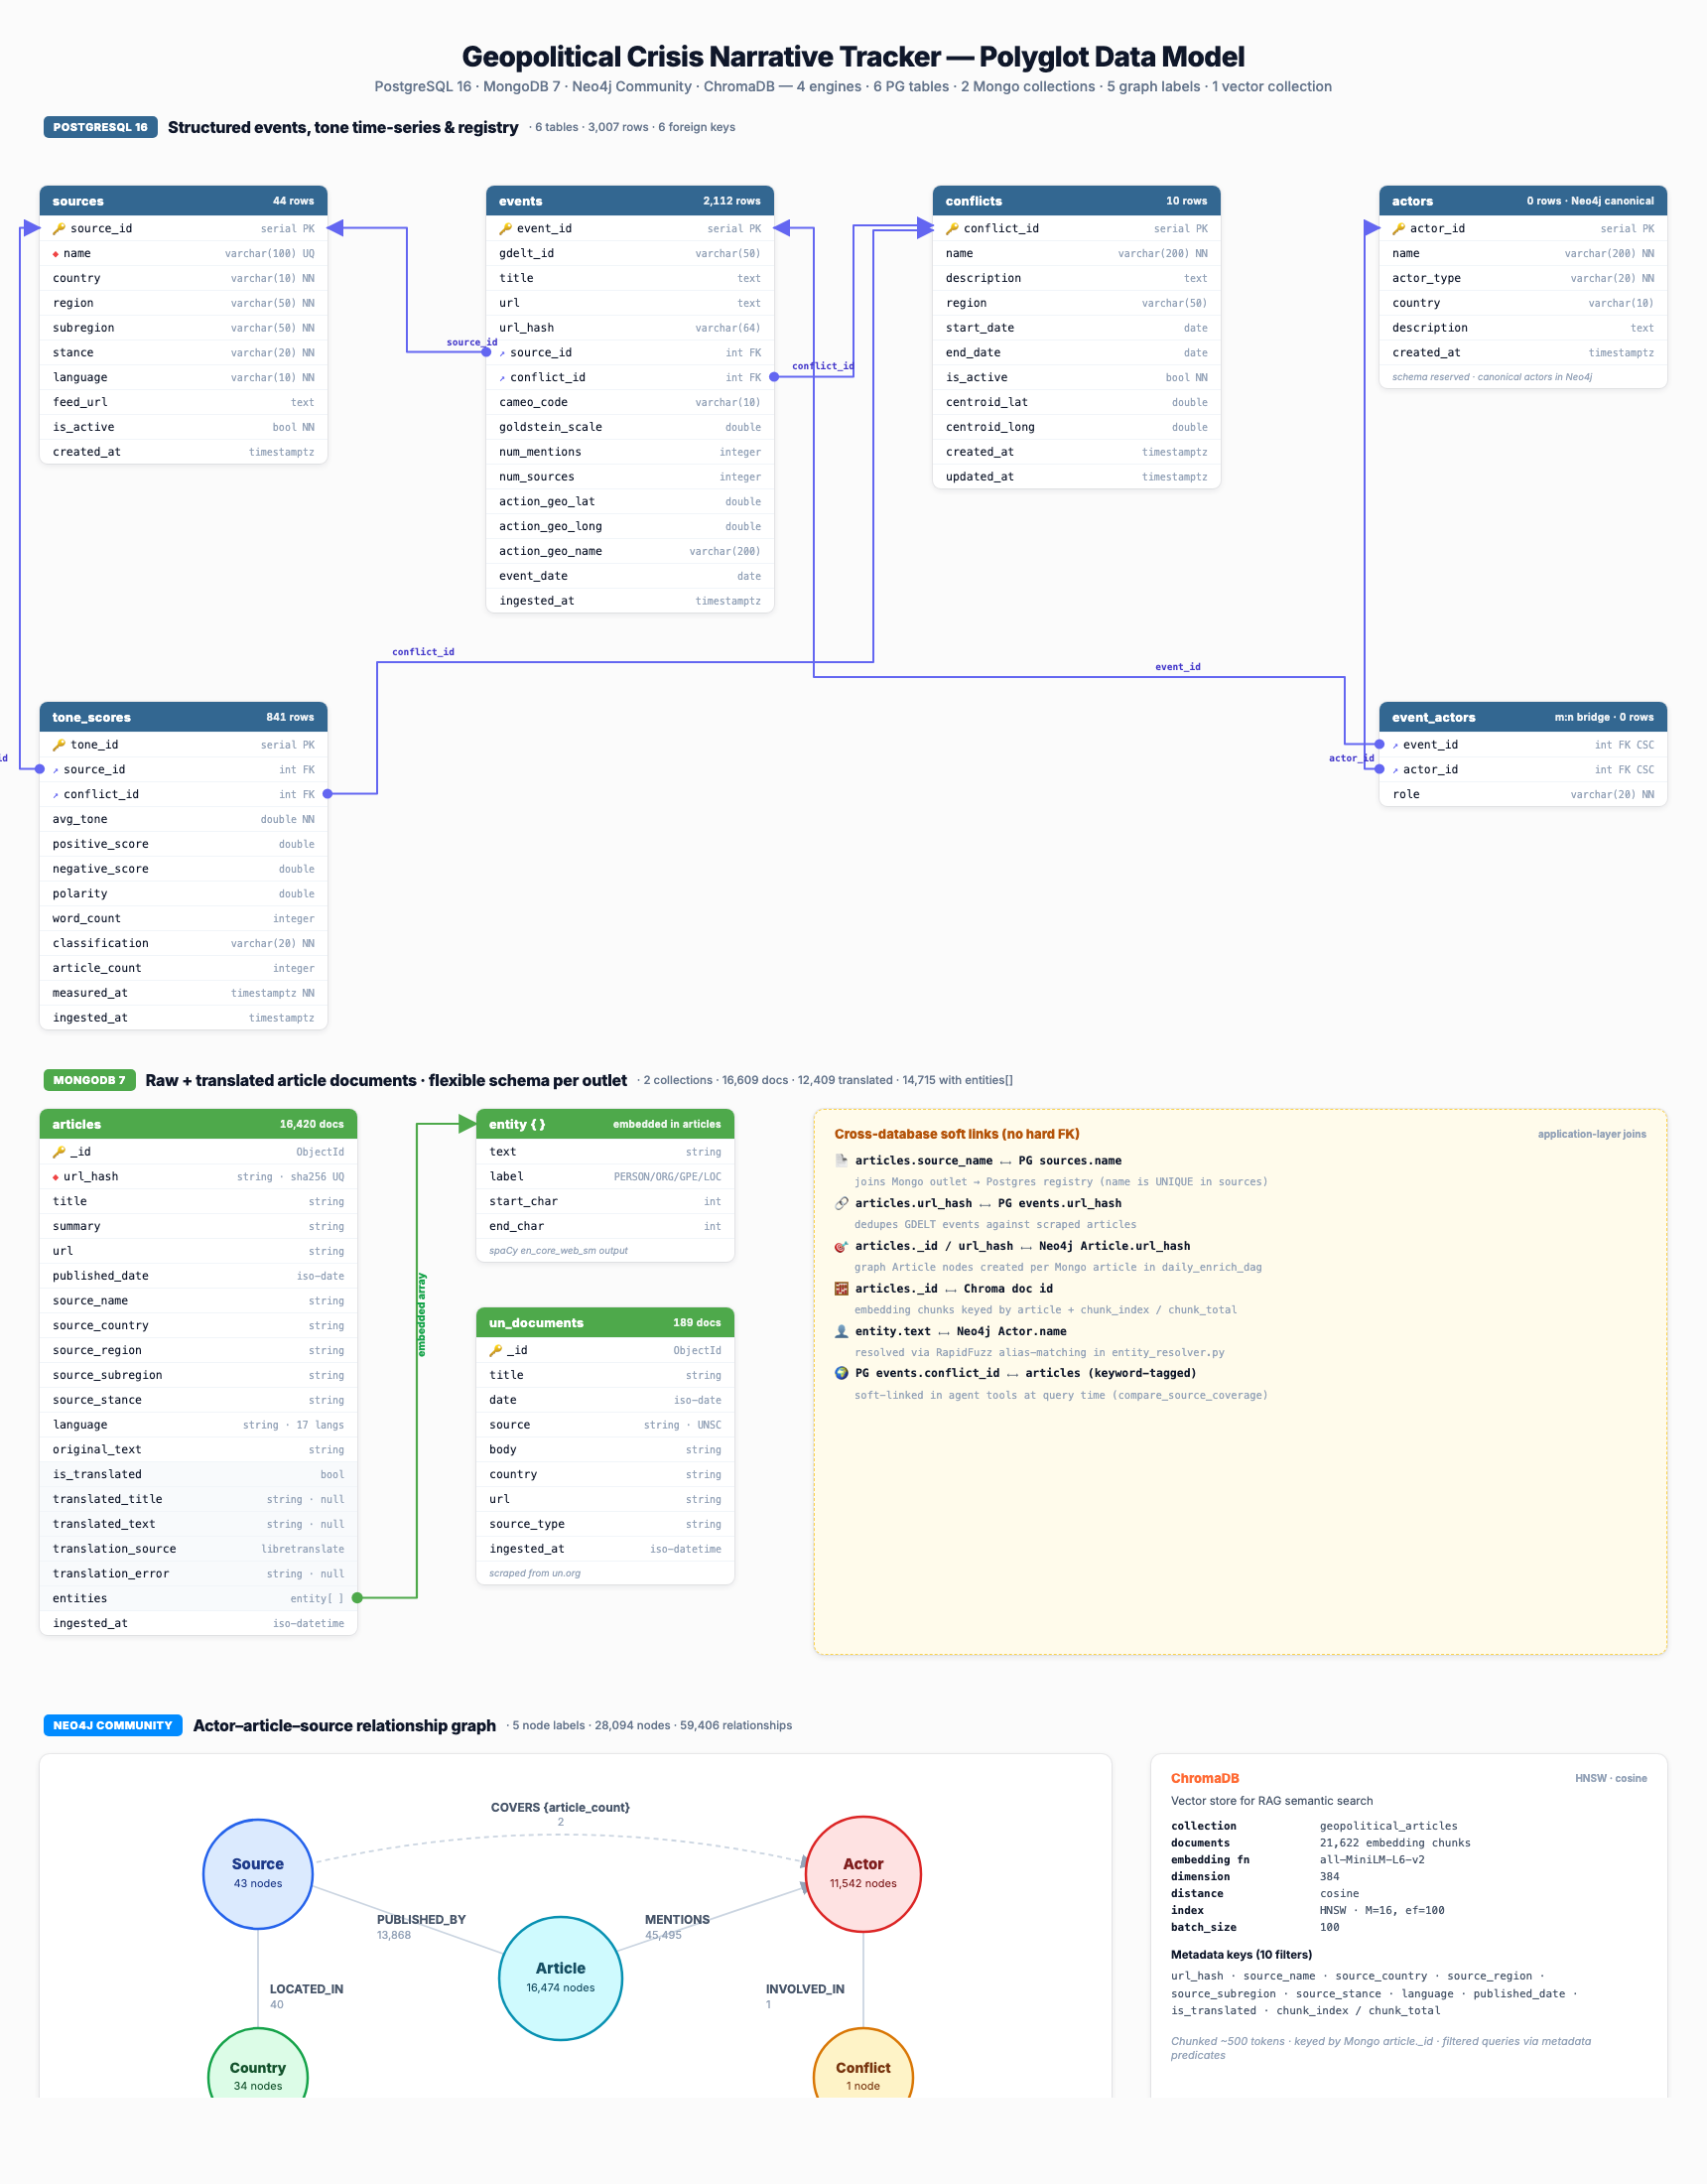 Geopolitical Crisis Narrative Tracker — Polyglot Data Model
PostgreSQL 16 · MongoDB 7 · Neo4j Community · ChromaDB — 4 engines · 6 PG tables · 2 Mongo collections · 5 graph labels · 1 vector collection
POSTGRESQL 16 Structured events, tone time-series & registry · 6 tables · 3,007 rows · 6 foreign keys
sources 44 rows
source_id serial PK
name varchar(100) UQ
country varchar(10) NN
region varchar(50) NN
subregion varchar(50) NN
stance varchar(20) NN
language varchar(10) NN
feed_url text
is_active bool NN
created_at timestamptz
source_id
events 2,112 rows
event_id serial PK
gdelt_id varchar(50)
title text
url text
url_hash varchar(64)
source_id int FK
conflict_id int FK
cameo_code varchar(10)
goldstein_scale double
num_mentions integer
num_sources integer
action_geo_lat double
action_geo_long double
action_geo_name varchar(200)
event_date date
ingested_at timestamptz
conflict_id
conflicts 10 rows
conflict_id serial PK
name varchar(200) NN
description text
region varchar(50)
start_date date
end_date date
is_active bool NN
centroid_lat double
centroid_long double
created_at timestamptz
updated_at timestamptz
actors 0 rows · Neo4j canonical
actor_id serial PK
name varchar(200) NN
actor_type varchar(20) NN
country varchar(10)
description text
created_at timestamptz
schema reserved · canonical actors in Neo4j
conflict_id
event_id
id
tone_scores 841 rows
tone_id serial PK
source_id int FK
conflict_id int FK
avg_tone double NN
positive_score double
negative_score double
polarity double
word_count integer
classification varchar(20) NN
article_count integer
measured_at timestamptz NN
ingested_at timestamptz
actor_id
event_actors m:n bridge · 0 rows
event_id int FK CSC
actor_id int FK CSC
role varchar(20) NN
MONGODB 7 Raw + translated article documents · flexible schema per outlet · 2 collections · 16,609 docs · 12,409 translated · 14,715 with entities[]
articles 16,420 docs
_id ObjectId
url_hash string · sha256 UQ
title string
summary string
url string
published_date iso-date
source_name string
source_country string
source_region string
source_subregion string
source_stance string
language string · 17 langs
original_text string
is_translated bool
translated_title string · null
translated_text string · null
translation_source libretranslate
translation_error string · null
entities entity[ ]
ingested_at iso-datetime
embedded array
entity { } embedded in articles
text string
label PERSON/ORG/GPE/LOC
start_char int
end_char int
spaCy en_core_web_sm output
un_documents 189 docs
_id ObjectId
title string
date iso-date
source string · UNSC
body string
country string
url string
source_type string
ingested_at iso-datetime
scraped from un.org
Cross-database soft links (no hard FK) application-layer joins
articles.source_name ⟷ PG sources.name
joins Mongo outlet → Postgres registry (name is UNIQUE in sources)
articles.url_hash ⟷ PG events.url_hash
dedupes GDELT events against scraped articles
articles._id / url_hash ⟷ Neo4j Article.url_hash
graph Article nodes created per Mongo article in daily_enrich_dag
articles._id ⟷ Chroma doc id
embedding chunks keyed by article + chunk_index / chunk_total
entity.text ⟷ Neo4j Actor.name
resolved via RapidFuzz alias-matching in entity_resolver.py
PG events.conflict_id ⟷ articles (keyword-tagged)
soft-linked in agent tools at query time (compare_source_coverage)
NEO4J COMMUNITY Actor–article–source relationship graph · 5 node labels · 28,094 nodes · 59,406 relationships
COVERS {article_count}
2
Source
43 nodes
Actor
11,542 nodes
PUBLISHED_BY
13,868
MENTIONS
45,495
Article
16,474 nodes
LOCATED_IN
40
INVOLVED_IN
1
Country
34 nodes
Conflict
1 node
ChromaDB HNSW · cosine
Vector store for RAG semantic search
collection geopolitical_articles
documents 21,622 embedding chunks
embedding fn all-MiniLM-L6-v2
dimension 384
distance cosine
index HNSW · M=16, ef=100
batch_size 100
Metadata keys (10 filters)
url_hash · source_name · source_country · source_region ·
source_subregion · source_stance · language · published_date ·
is_translated · chunk_index / chunk_total
Chunked ~500 tokens · keyed by Mongo article._id · filtered queries via metadata
predicates